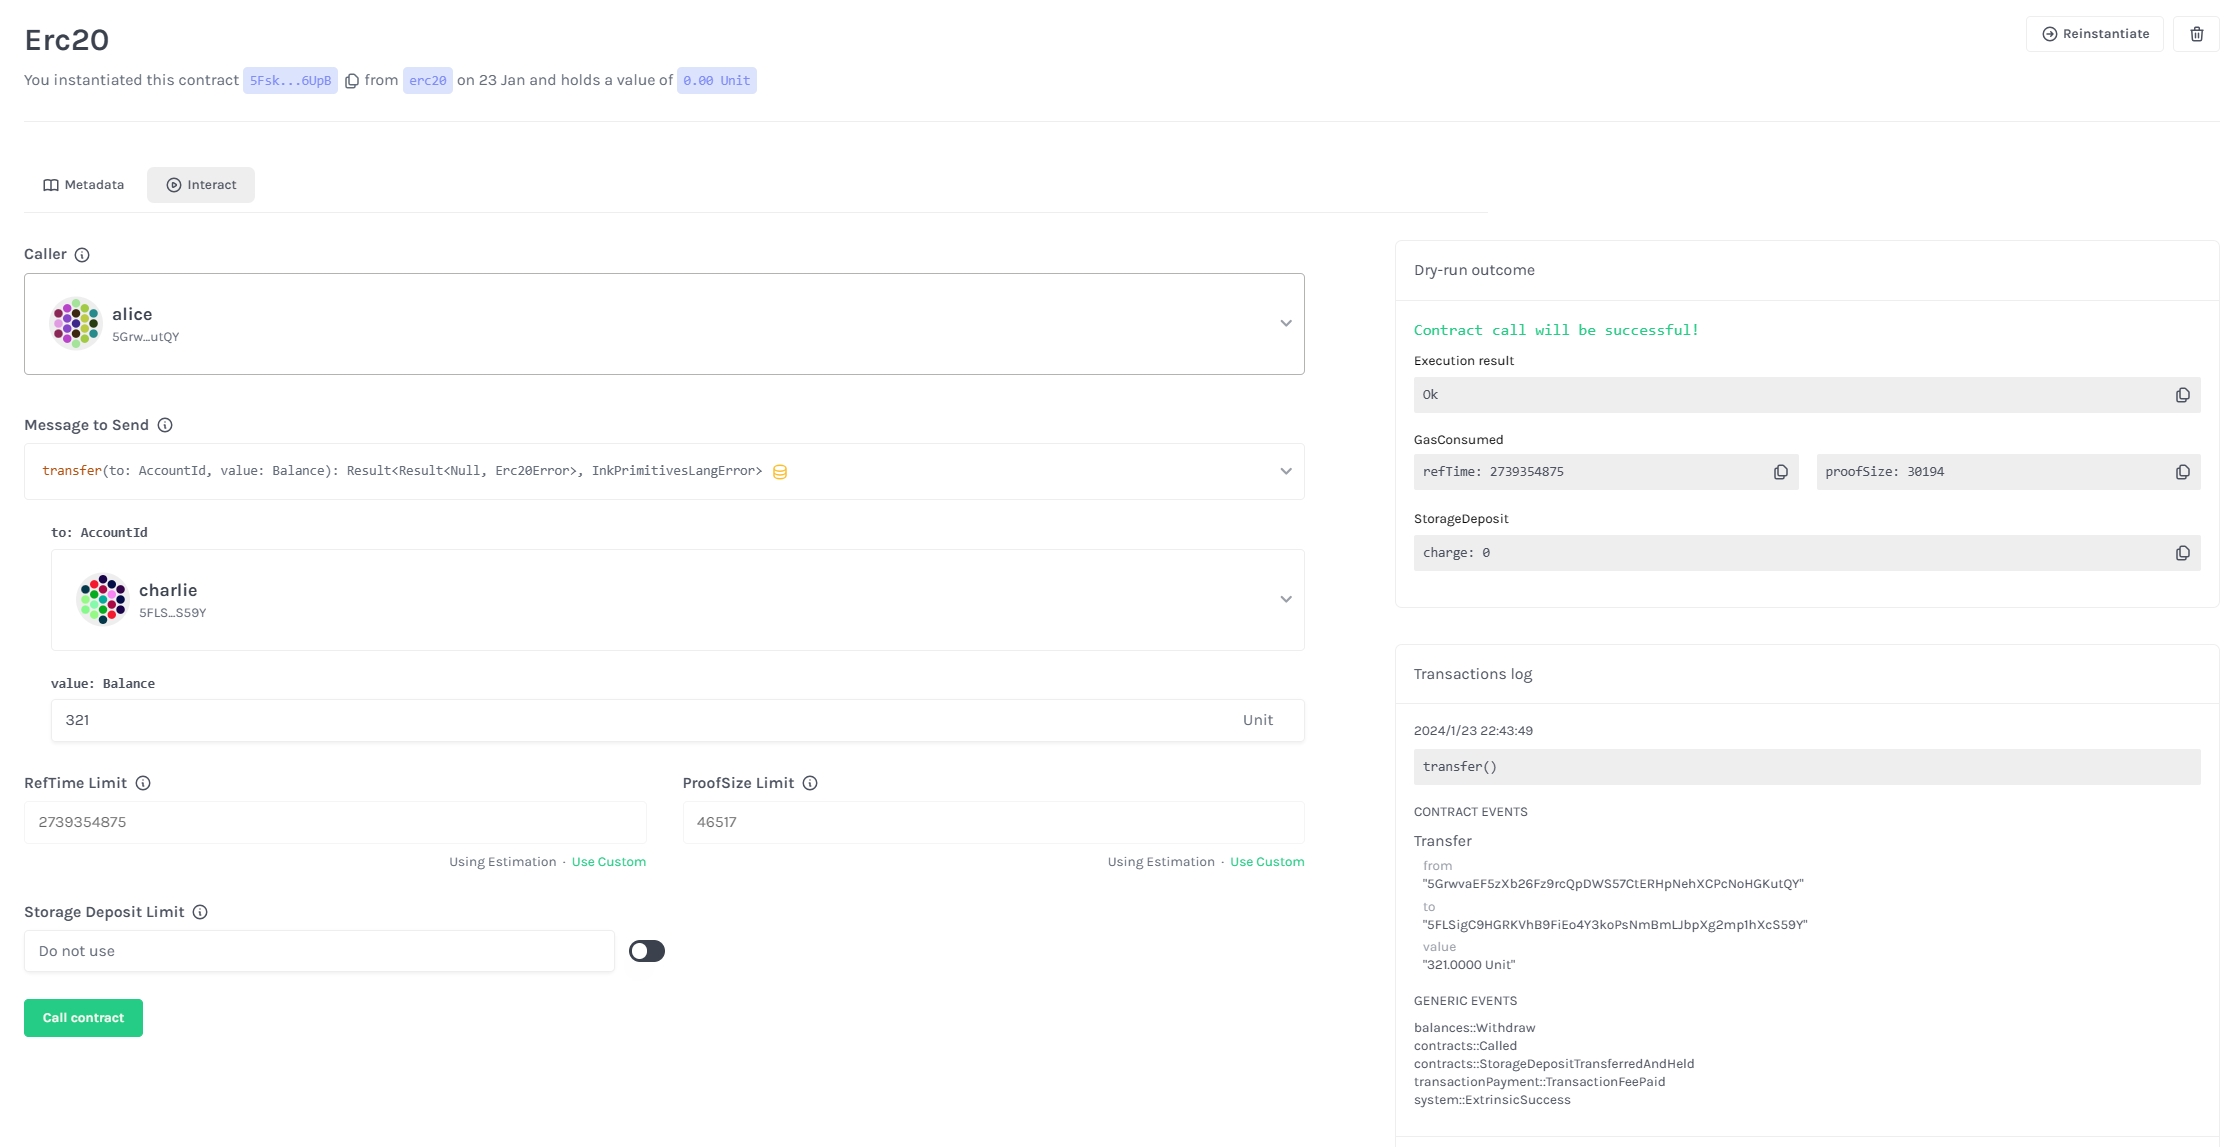 Erc20
Reinstantiate
You instantiated this contract 5Fsk...6UpB from erc20 on 23 Jan and holds a value of 0.00 Unit
Metadata
Interact
Caller
alice
5Grw...utQY
Message to Send
transfer(to: AccountId, value: Balance): Result<Result<Null, Erc20Error>, InkPrimitivesLangError>
to: AccountId
charlie
5FLS...S59Y
value: Balance
321 Unit
RefTime Limit
2739354875
Using Estimation · Use Custom
ProofSize Limit
46517
Using Estimation · Use Custom
Storage Deposit Limit
Do not use
Call contract
Dry-run outcome
Contract call will be successful!
Execution result
Ok
GasConsumed
refTime: 2739354875
proofSize: 30194
StorageDeposit
charge: 0
Transactions log
2024/1/23 22:43:49
transfer()
CONTRACT EVENTS
Transfer
from
"5GrwvaEF5zXb26Fz9rcQpDWS57CtERHpNehXCPcNoHGKutQY"
to
"5FLSigC9HGRKVhB9FiEo4Y3koPsNmBmLJbpXg2mp1hXcS59Y"
value
"321.0000 Unit"
GENERIC EVENTS
balances::Withdraw
contracts::Called
contracts::StorageDepositTransferredAndHeld
transactionPayment::TransactionFeePaid
system::ExtrinsicSuccess